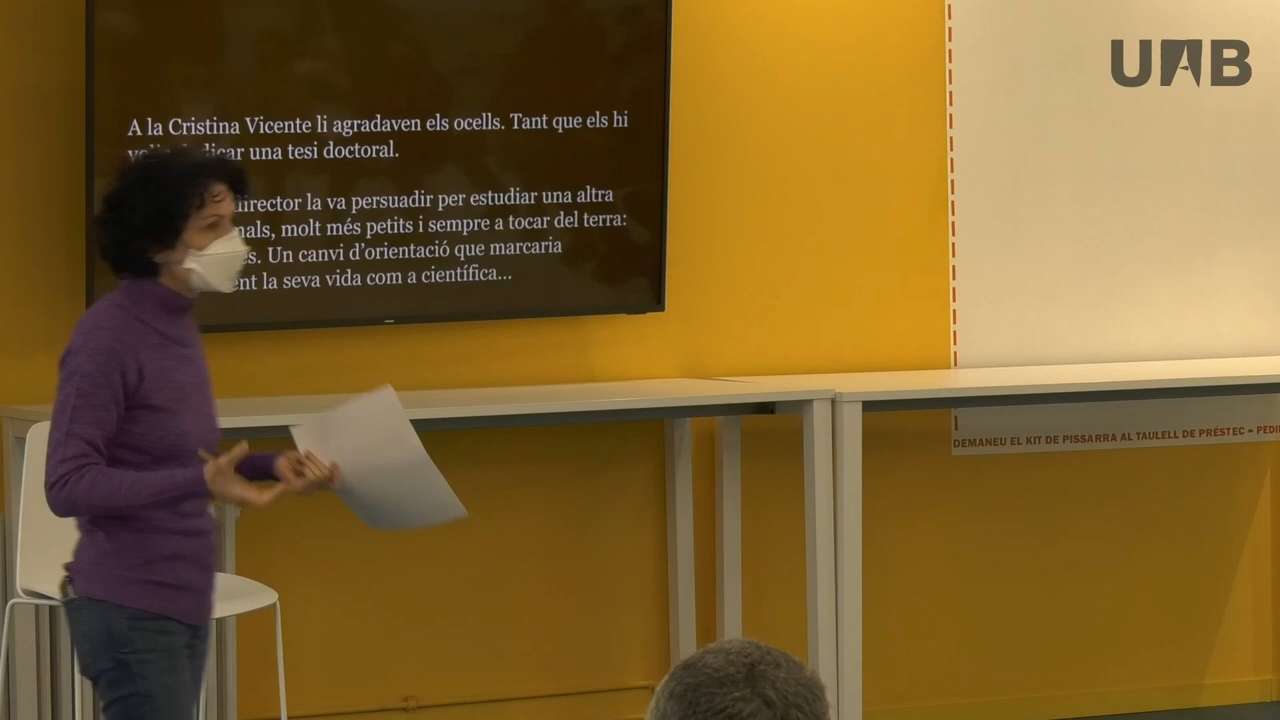 A la Cristina Vicente li agradaven els ocells. Tant que els hi
una tesi doctoral.
director la va persuadir per estudiar una altra
molt més petits i sempre a tocar del terra:
Un canvi d'orientació que marcaria
la seva vida com a científica...
UAB
DEMANEU EL KIT DE PISSARRA AL TAULELL DE PRÉSTEC –